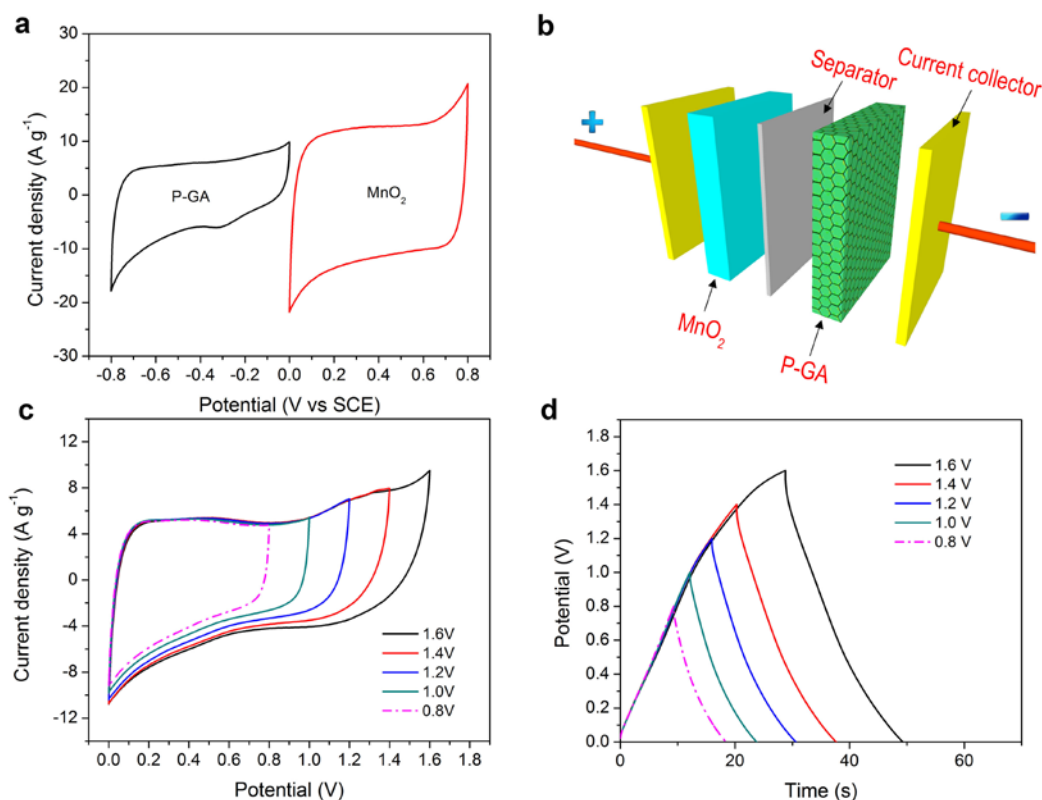 a
30
20
10
0
-10
-20
-30
Current density (A g⁻¹)
P-GA
MnO₂
-0.8 -0.6 -0.4 -0.2 0.0 0.2 0.4 0.6 0.8
Potential (V vs SCE)
b
Separator
Current collector
+
-
MnO₂
P-GA
c
12
8
4
0
-4
-8
-12
Current density (A g⁻¹)
1.6V
1.4V
1.2V
1.0V
0.8V
0.0 0.2 0.4 0.6 0.8 1.0 1.2 1.4 1.6 1.8
Potential (V)
d
1.8
1.6
1.4
1.2
1.0
0.8
0.6
0.4
0.2
0.0
Potential (V)
1.6 V
1.4 V
1.2 V
1.0 V
0.8 V
0 20 40 60
Time (s)